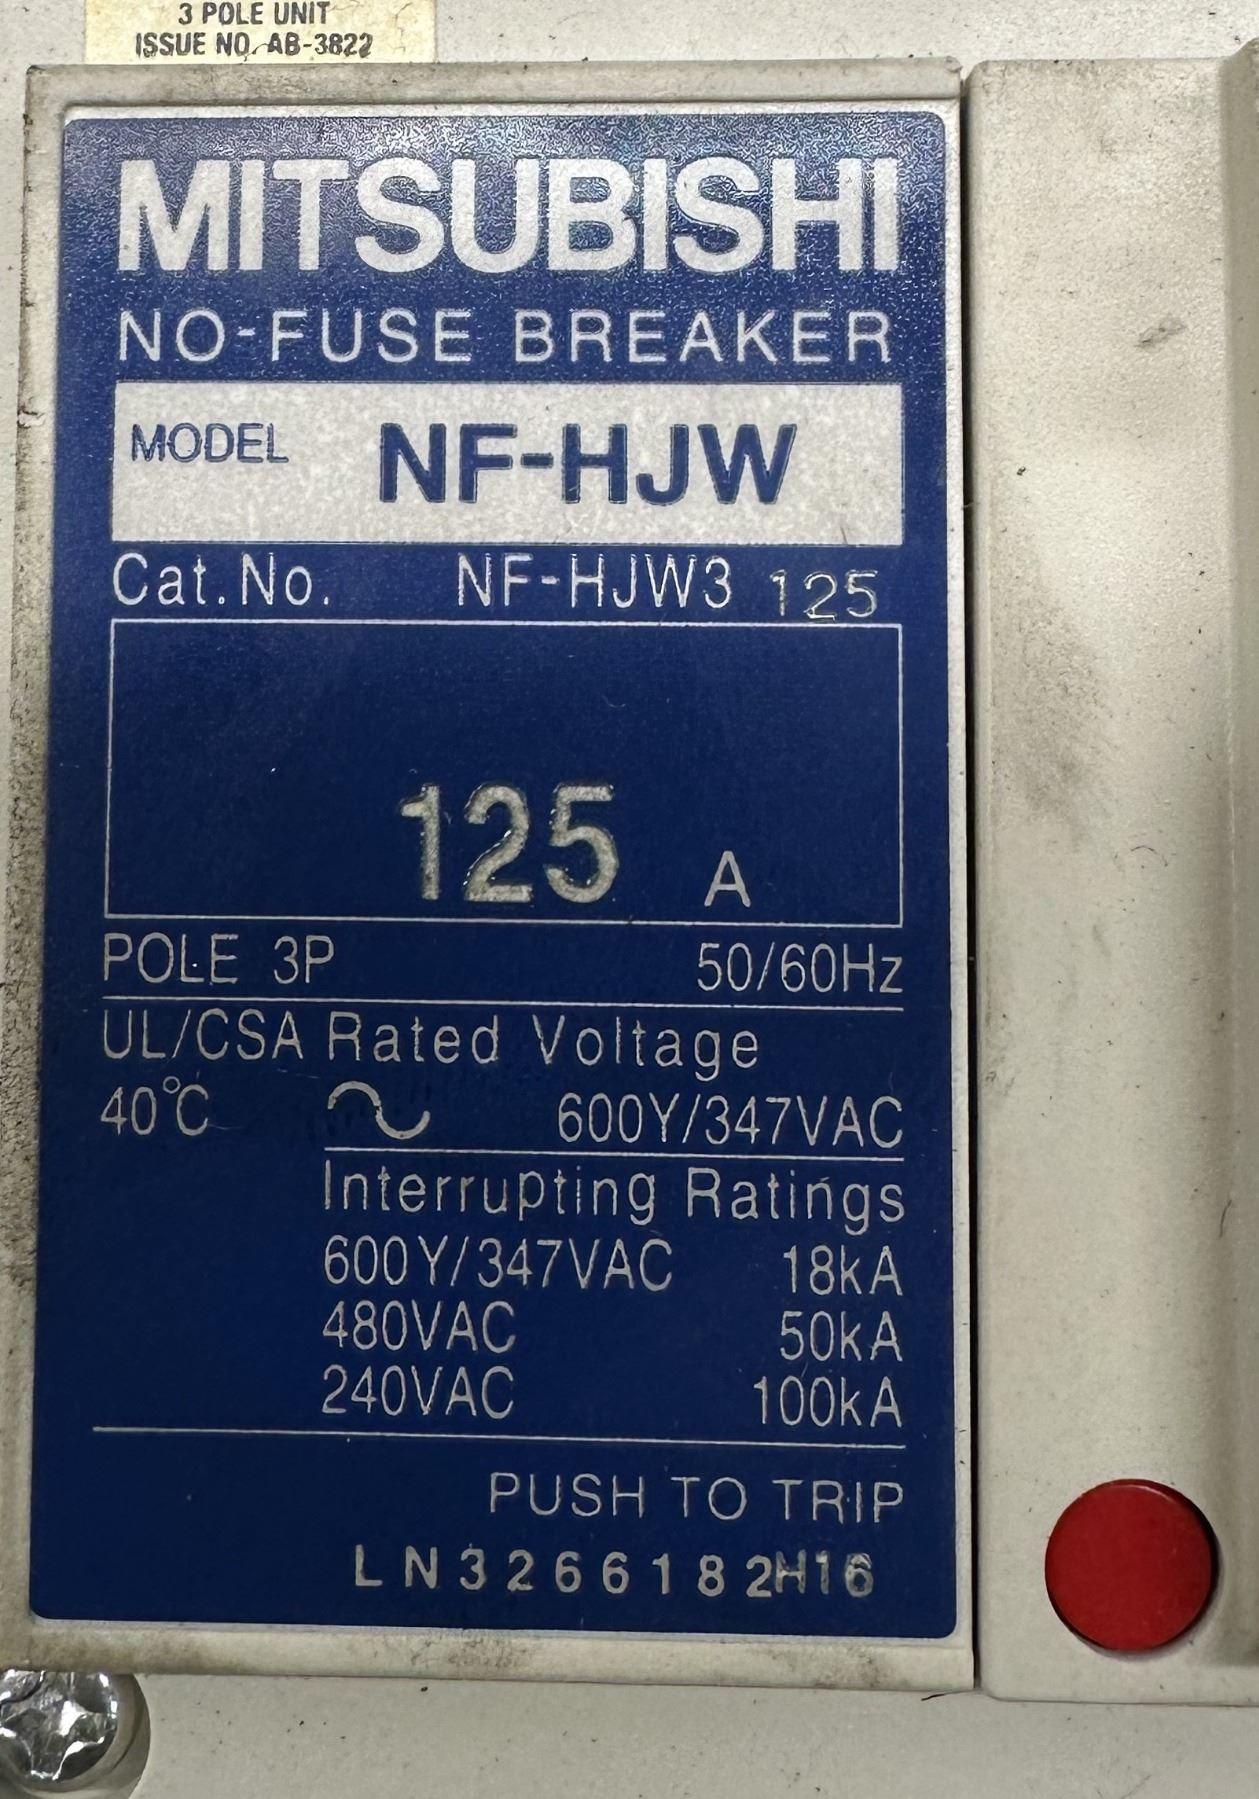 3 POLE UNIT
ISSUE NO. AB-3822
MITSUBISHI
NO-FUSE BREAKER
MODEL NF-HJW
Cat.No. NF-HJW3 125
125 A
POLE 3P 50/60Hz
UL/CSA Rated Voltage
40℃ ∿ 600Y/347VAC
Interrupting Ratings
600Y/347VAC 18kA
480VAC 50kA
240VAC 100kA
PUSH TO TRIP
LN3266182H16